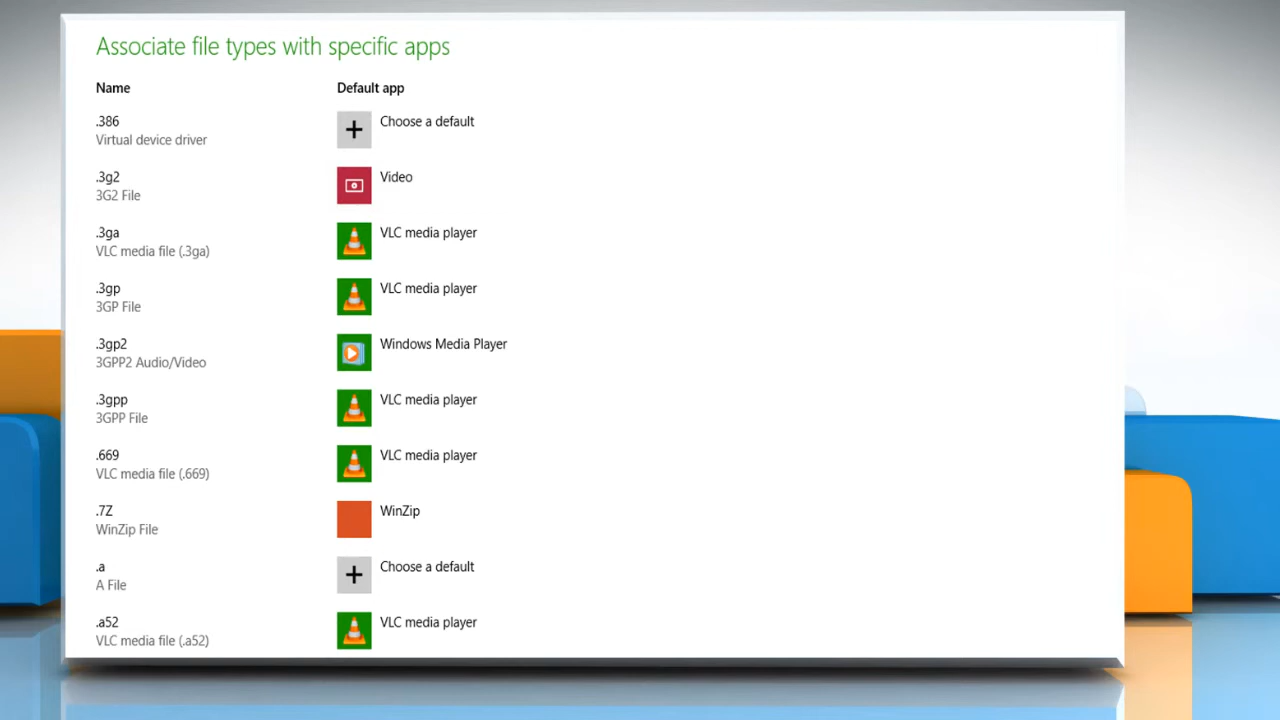 Associate file types with specific apps
Name Default app
.386 Choose a default
Virtual device driver
.3g2 Video
3G2 File
.3ga VLC media player
VLC media file (.3ga)
.3gp VLC media player
3GP File
.3gp2 Windows Media Player
3GPP2 Audio/Video
.3gpp VLC media player
3GPP File
.669 VLC media player
VLC media file (.669)
.7Z WinZip
WinZip File
.a Choose a default
A File
.a52 VLC media player
VLC media file (.a52)